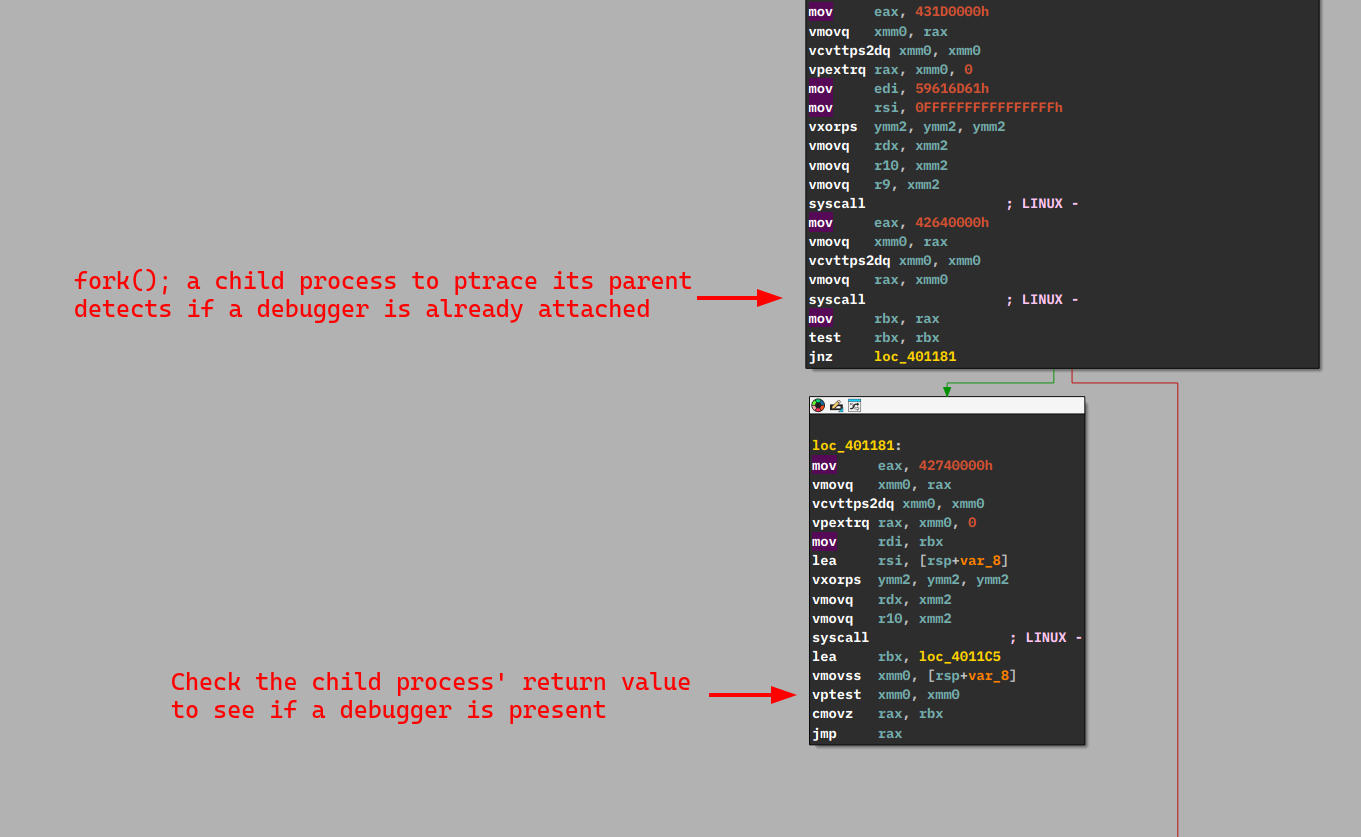 mov eax, 431D0000h
vmovq xmm0, rax
vcvttps2dq xmm0, xmm0
vpextrq rax, xmm0, 0
mov edi, 59616D61h
mov rsi, 0FFFFFFFFFFFFFFFFh
vxorps ymm2, ymm2, ymm2
vmovq rdx, xmm2
vmovq r10, xmm2
vmovq r9, xmm2
syscall ; LINUX -
mov eax, 42640000h
vmovq xmm0, rax
vcvttps2dq xmm0, xmm0
vmovq rax, xmm0
syscall ; LINUX -
mov rbx, rax
test rbx, rbx
jnz loc_401181
fork(); a child process to ptrace its parent
detects if a debugger is already attached
loc_401181:
mov eax, 42740000h
vmovq xmm0, rax
vcvttps2dq xmm0, xmm0
vpextrq rax, xmm0, 0
mov rdi, rbx
lea rsi, [rsp+var_8]
vxorps ymm2, ymm2, ymm2
vmovq rdx, xmm2
vmovq r10, xmm2
syscall ; LINUX -
lea rbx, loc_4011C5
vmovss xmm0, [rsp+var_8]
vptest xmm0, xmm0
cmovz rax, rbx
jmp rax
Check the child process' return value
to see if a debugger is present